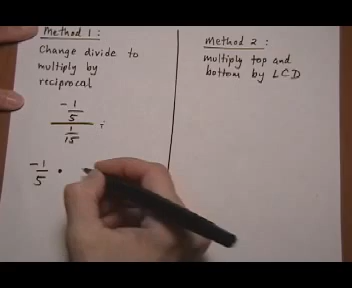 Method 1:
Change divide to
multiply by
reciprocal
-1
5
1
15
-1
5
·
Method 2:
multiply top and
bottom by LCD